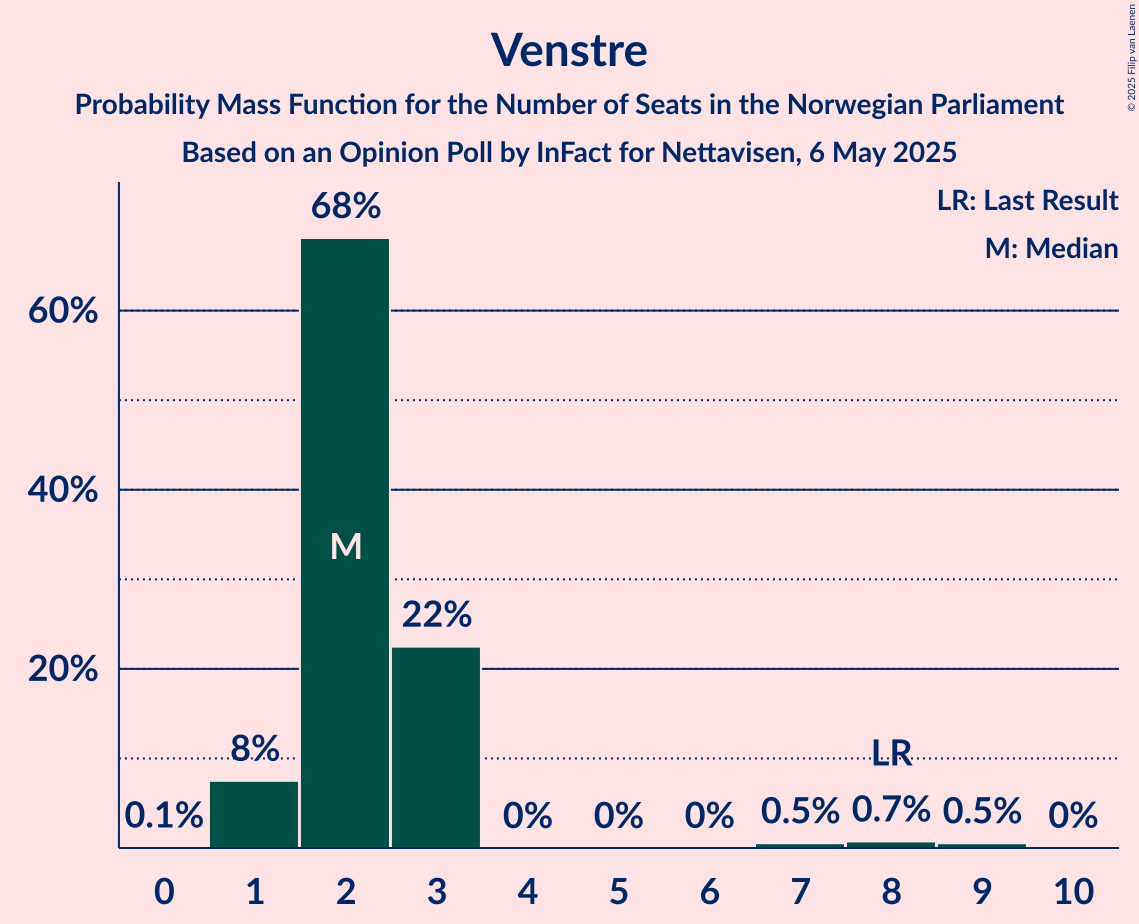 Venstre
Probability Mass Function for the Number of Seats in the Norwegian Parliament
Based on an Opinion Poll by InFact for Nettavisen, 6 May 2025
© 2025 Filip van Laenen
LR: Last Result
M: Median
68%
60%
40%
M
22%
20%
8%
LR
0.1%
0%
0%
0%
0.5%
0.7%
0.5%
0%
0 1 2 3 4 5 6 7 8 9 10